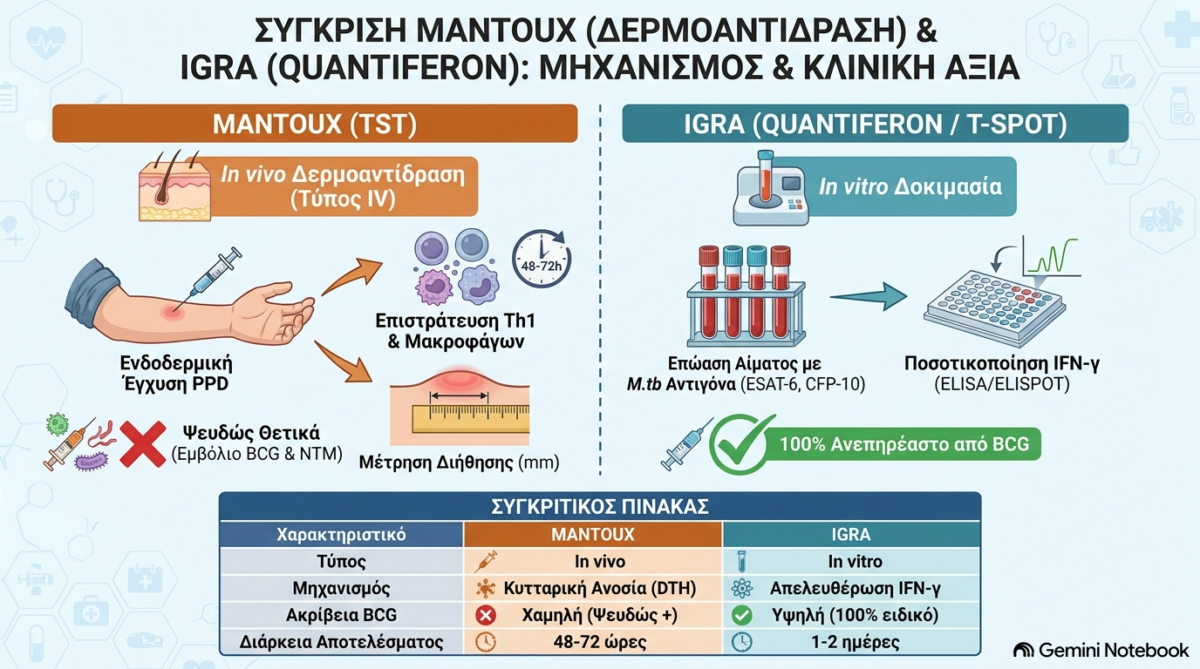 ΣΥΓΚΡΙΣΗ MANTOUX (ΔΕΡΜΟΑΝΤΙΔΡΑΣΗ) &
IGRA (QUANTIFERON): ΜΗΧΑΝΙΣΜΟΣ & ΚΛΙΝΙΚΗ ΑΞΙΑ
MANTOUX (TST)
In vivo Δερμοαντίδραση
(Τύπος IV)
48-72h
Επιστράτευση Th1
& Μακροφάγων
Ενδοδερμική
Έγχυση PPD
Ψευδώς Θετικά
(Εμβόλιο BCG & NTM)
Μέτρηση Διήθησης (mm)
IGRA (QUANTIFERON / T-SPOT)
In vitro Δοκιμασία
Επώαση Αίματος με
M.tb Αντιγόνα (ESAT-6, CFP-10)
Ποσοτικοποίηση IFN-γ
(ELISA/ELISPOT)
100% Ανεπηρέαστο από BCG
ΣΥΓΚΡΙΤΙΚΟΣ ΠΙΝΑΚΑΣ
Χαρακτηριστικό MANTOUX IGRA
Τύπος In vivo In vitro
Μηχανισμός Κυτταρική Ανοσία (DTH) Απελευθέρωση IFN-γ
Ακρίβεια BCG Χαμηλή (Ψευδώς +) Υψηλή (100% ειδικό)
Διάρκεια Αποτελέσματος 48-72 ώρες 1-2 ημέρες
Gemini Notebook